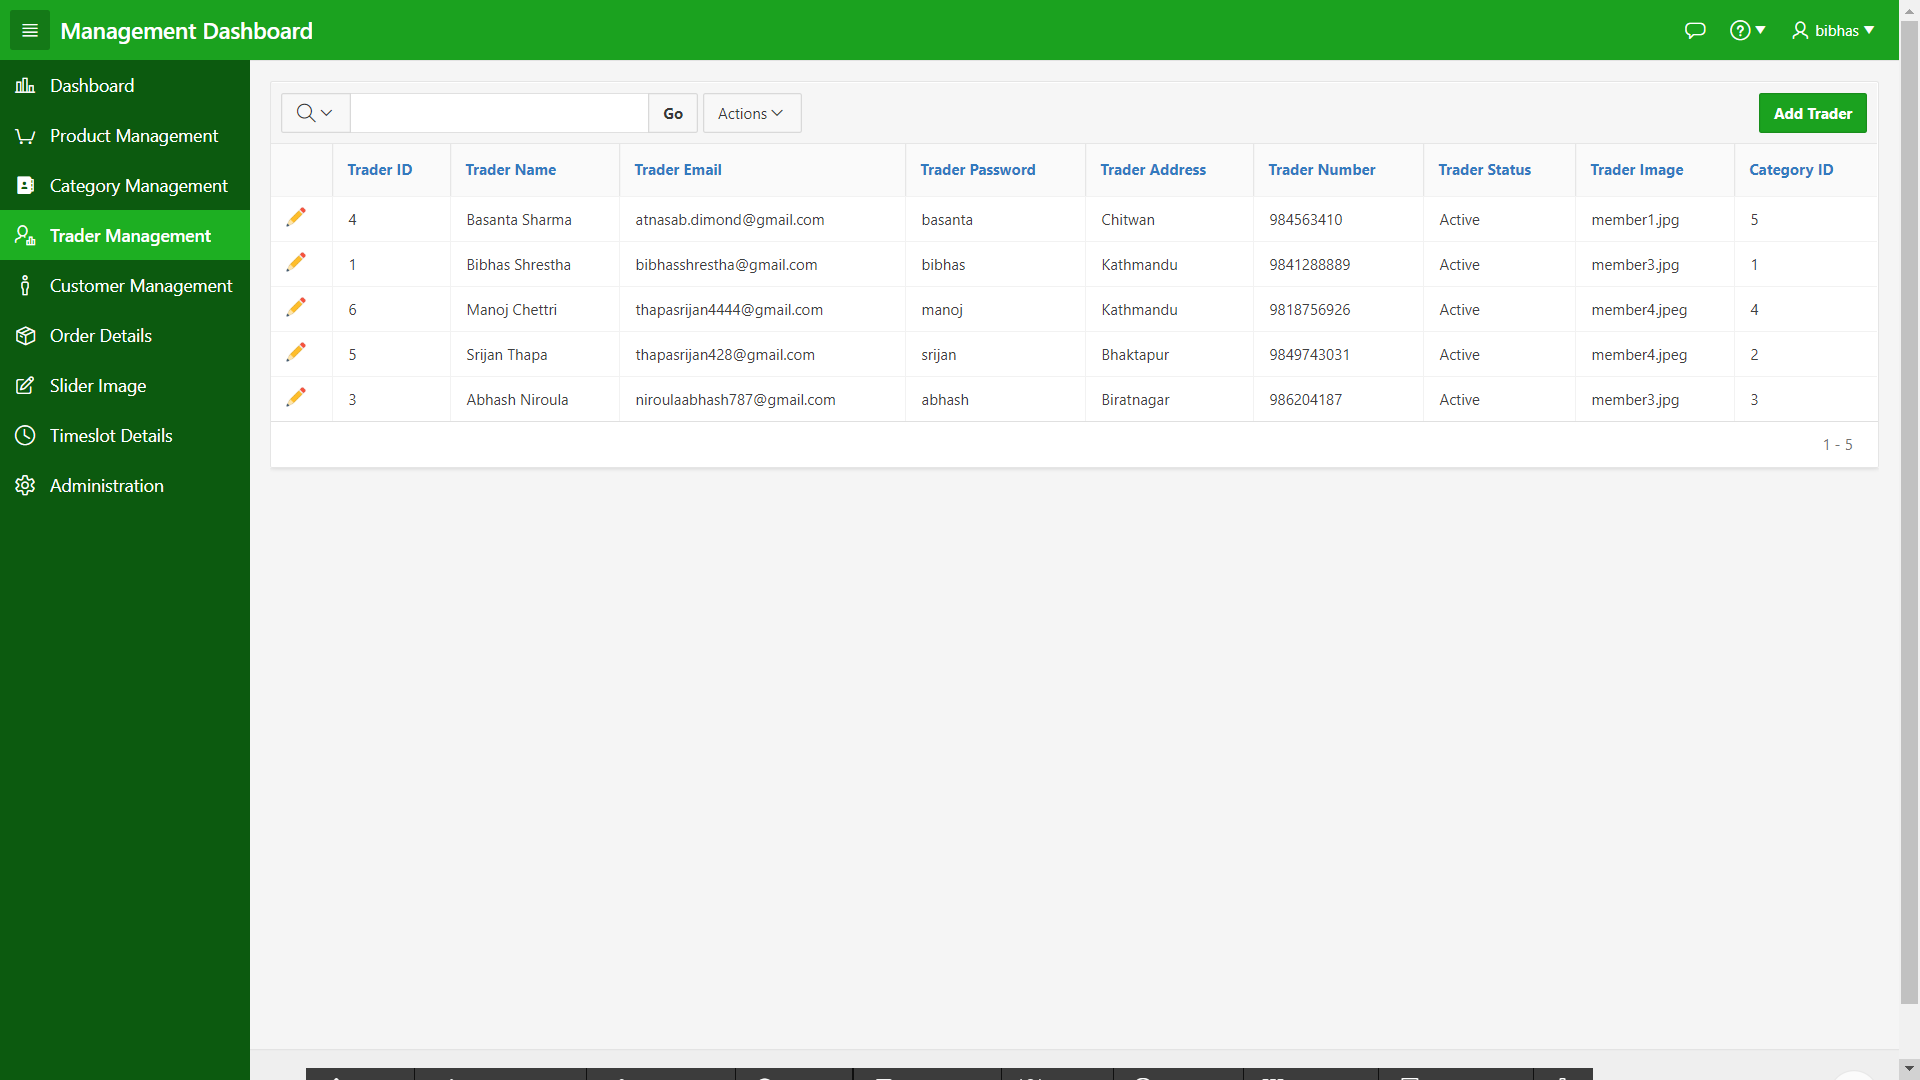 Management Dashboard
bibhas
Dashboard
Product Management
Category Management
Trader Management
Customer Management
Order Details
Slider Image
Timeslot Details
Administration
Go Actions Add Trader
Trader ID Trader Name Trader Email Trader Password Trader Address Trader Number Trader Status Trader Image Category ID
4 Basanta Sharma atnasab.dimond@gmail.com basanta Chitwan 984563410 Active member1.jpg 5
1 Bibhas Shrestha bibhasshrestha@gmail.com bibhas Kathmandu 9841288889 Active member3.jpg 1
6 Manoj Chettri thapasrijan4444@gmail.com manoj Kathmandu 9818756926 Active member4.jpeg 4
5 Srijan Thapa thapasrijan428@gmail.com srijan Bhaktapur 9849743031 Active member4.jpeg 2
3 Abhash Niroula niroulaabhash787@gmail.com abhash Biratnagar 986204187 Active member3.jpg 3
1 - 5